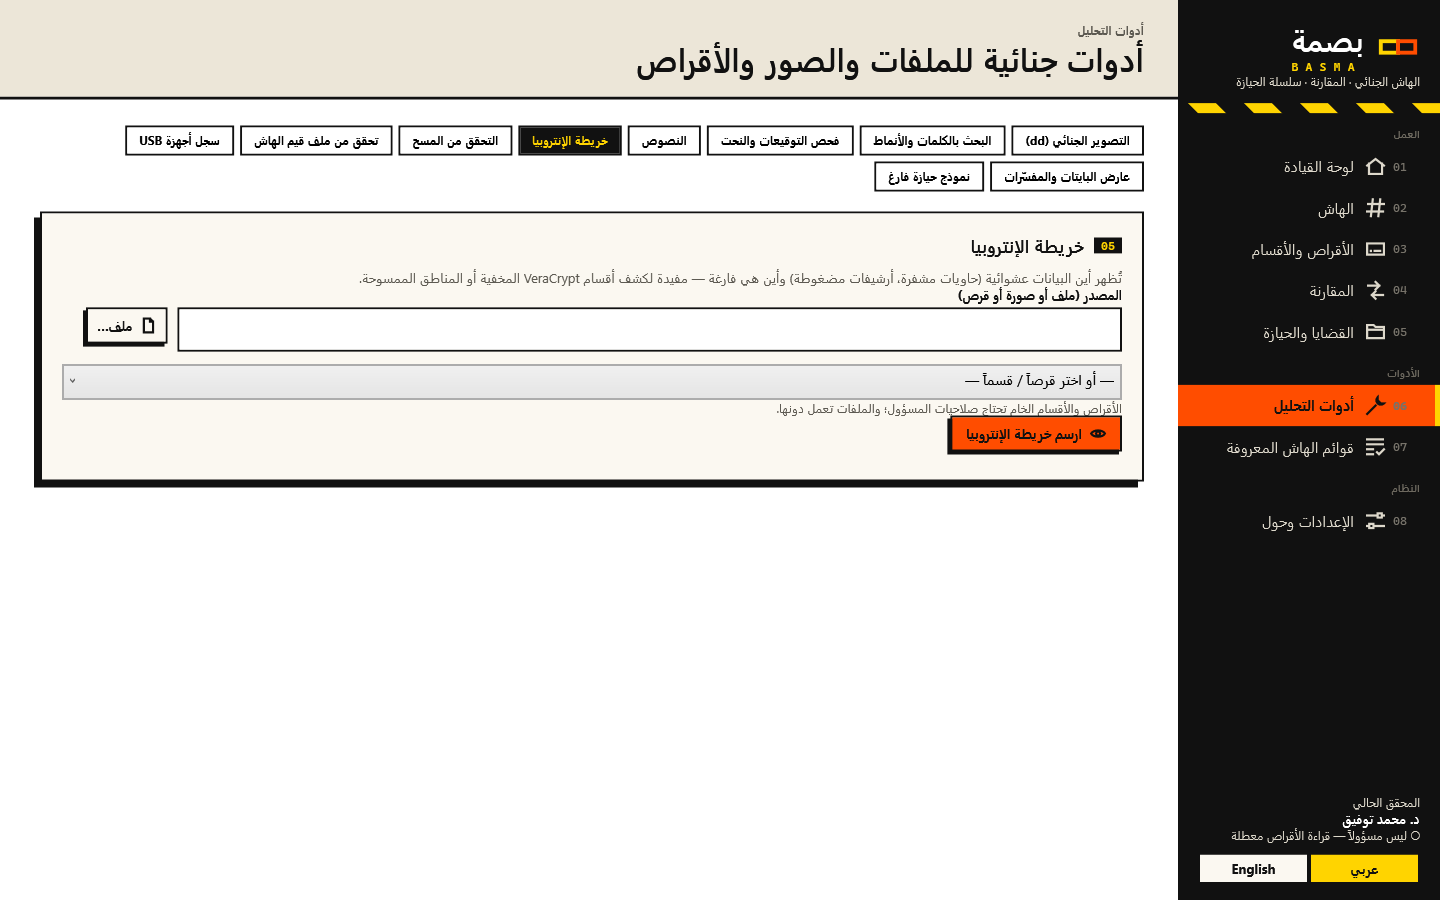 بصمة
BASMA
الهاش الجنائي · المقارنة · سلسلة الحيازة
العمل
01 لوحة القيادة
02 الهاش
03 الأقراص والأقسام
04 المقارنة
05 القضايا والحيازة
الأدوات
06 أدوات التحليل
07 قوائم الهاش المعروفة
النظام
08 الإعدادات وحول
المحقق الحالي
د. محمد توفيق
○ ليس مسؤولاً — قراءة الأقراص معطلة
عربي English
أدوات التحليل
أدوات جنائية للملفات والصور والأقراص
التصوير الجنائي (dd) البحث بالكلمات والأنماط فحص التوقيعات والنحت النصوص خريطة الإنتروبيا التحقق من المسح تحقق من ملف قيم الهاش سجل أجهزة USB
عارض البايتات والمفسّرات نموذج حيازة فارغ
05 خريطة الإنتروبيا
تُظهر أين البيانات عشوائية (حاويات مشفرة، أرشيفات مضغوطة) وأين هي فارغة — مفيدة لكشف أقسام VeraCrypt المخفية أو المناطق الممسوحة.
المصدر (ملف أو صورة أو قرص)
ملف...
— أو اختر قرصاً / قسماً —
الأقراص والأقسام الخام تحتاج صلاحيات المسؤول؛ والملفات تعمل دونها.
ارسم خريطة الإنتروبيا